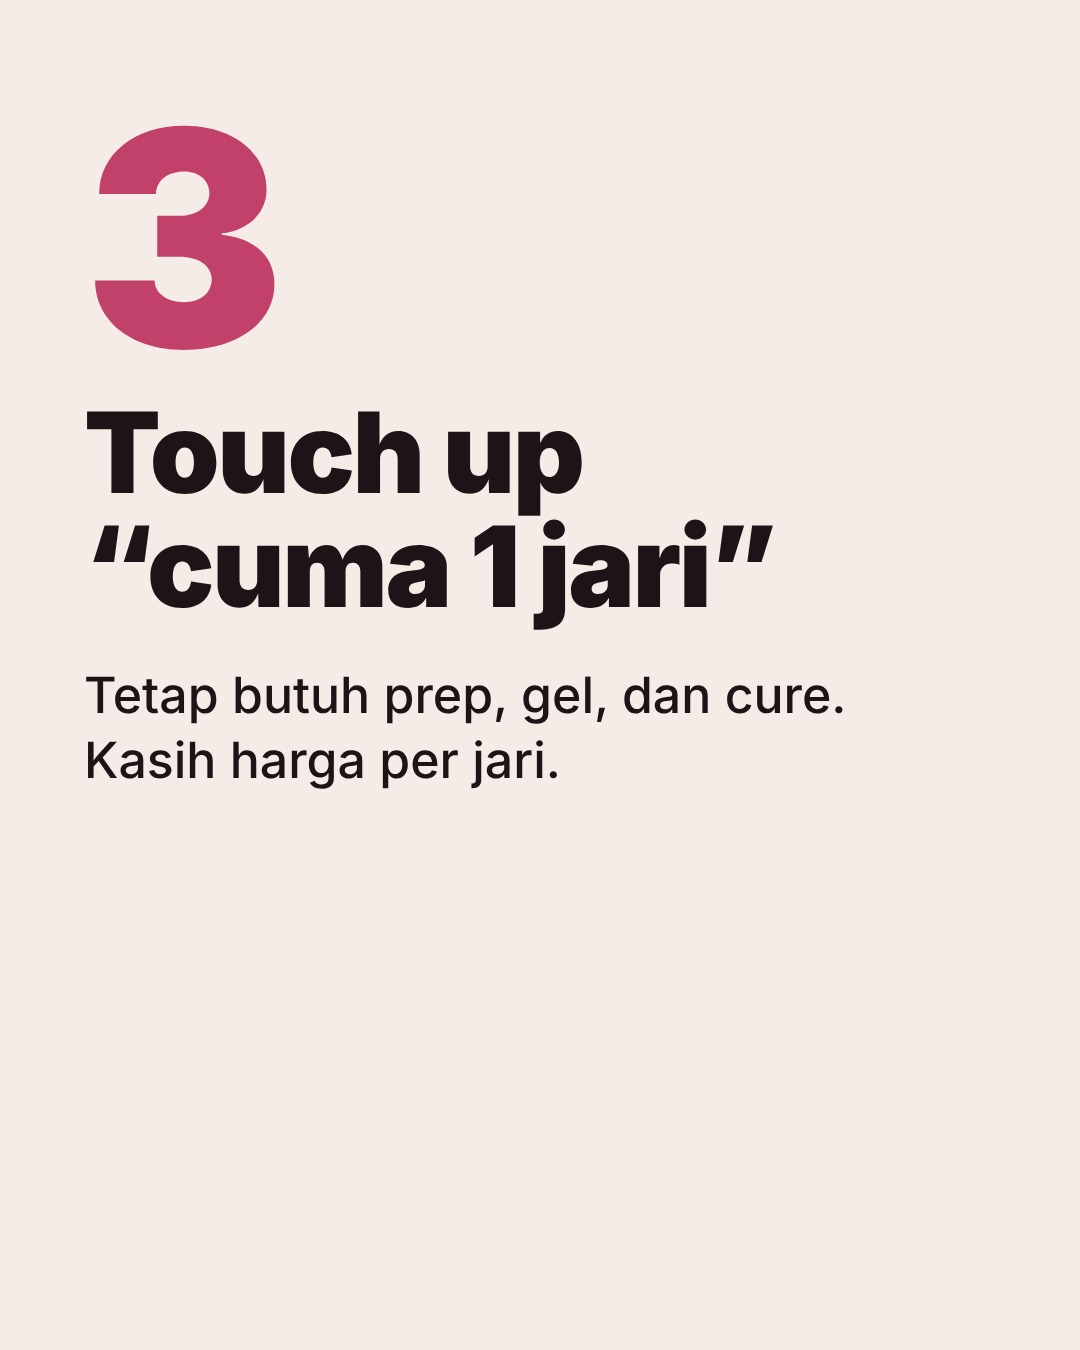 3
Touch up
“cuma 1 jari”
Tetap butuh prep, gel, dan cure.
Kasih harga per jari.